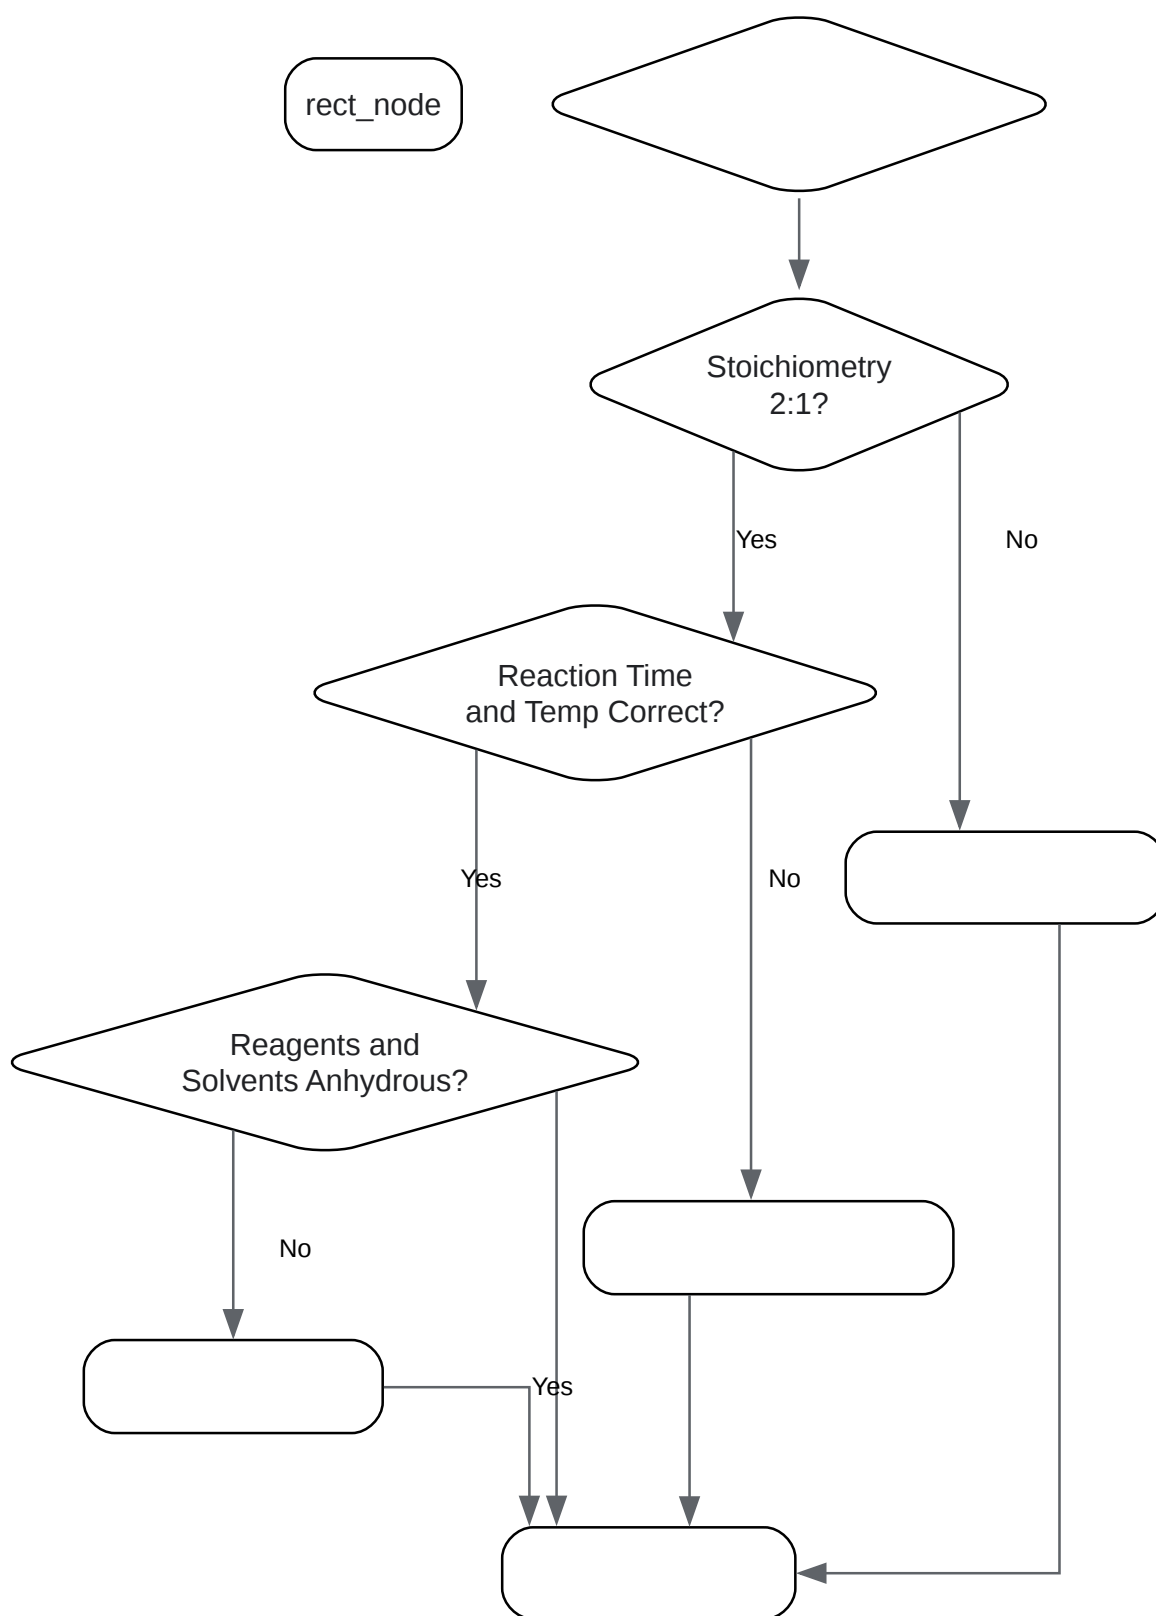 rect_node
Stoichiometry
2:1?
Yes
No
Reaction Time
and Temp Correct?
Yes
No
Reagents and
Solvents Anhydrous?
No
Yes